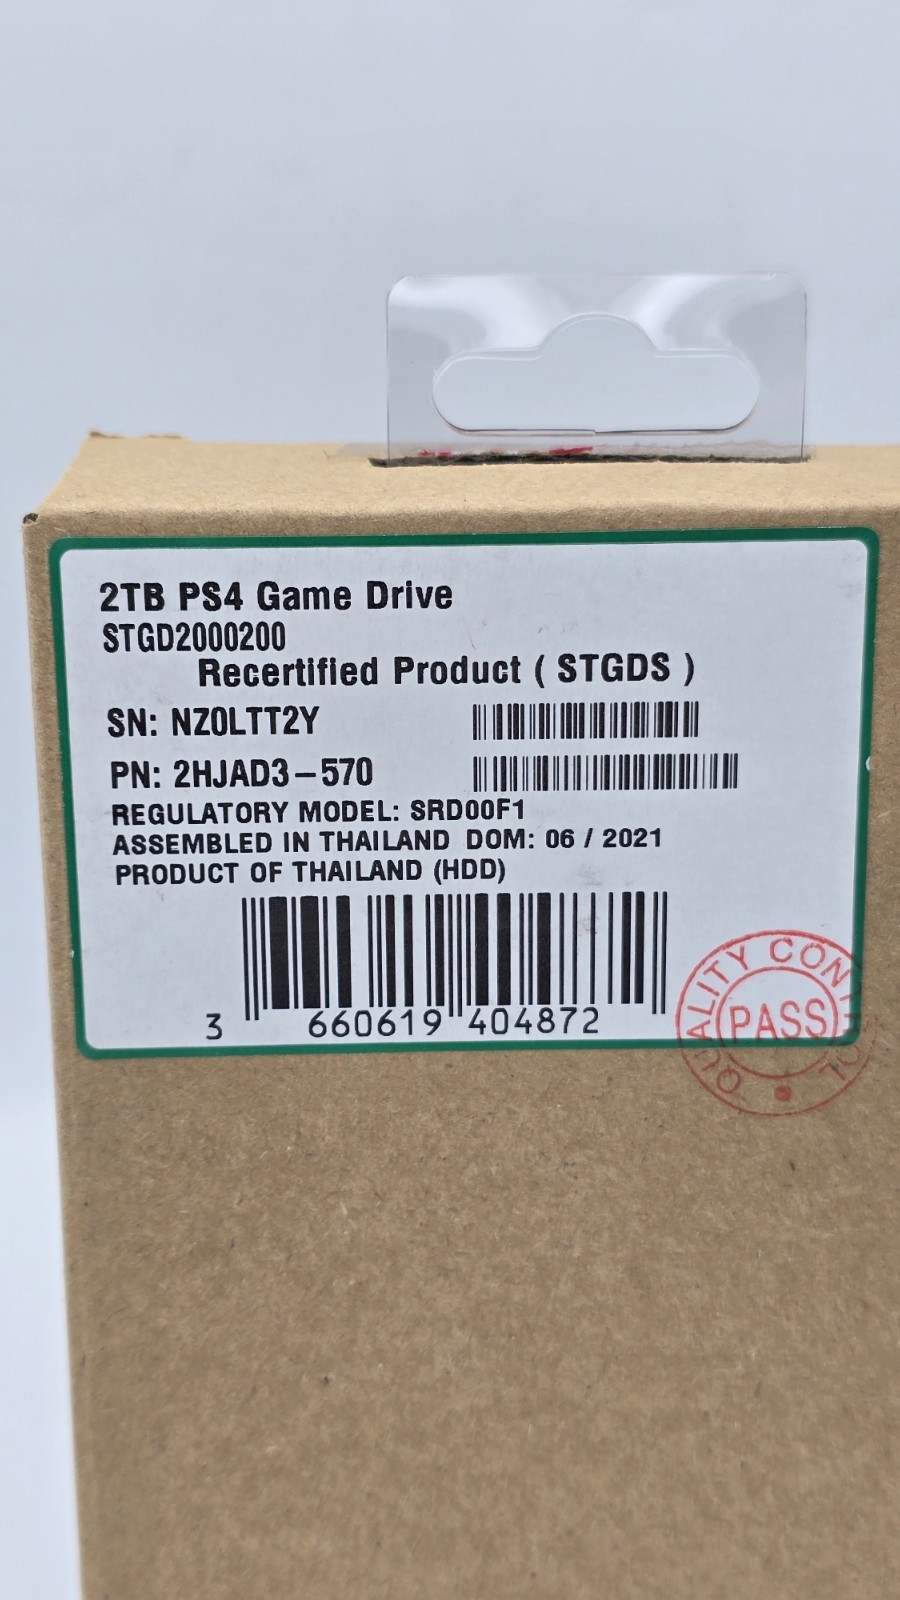 2TB PS4 Game Drive
STGD2000200
Recertified Product ( STGDS )
SN: NZ0LTT2Y
PN: 2HJAD3-570
REGULATORY MODEL: SRD00F1
ASSEMBLED IN THAILAND DOM: 06 / 2021
PRODUCT OF THAILAND (HDD)
3 660619 404872
QUALITY CONTROL
PASS